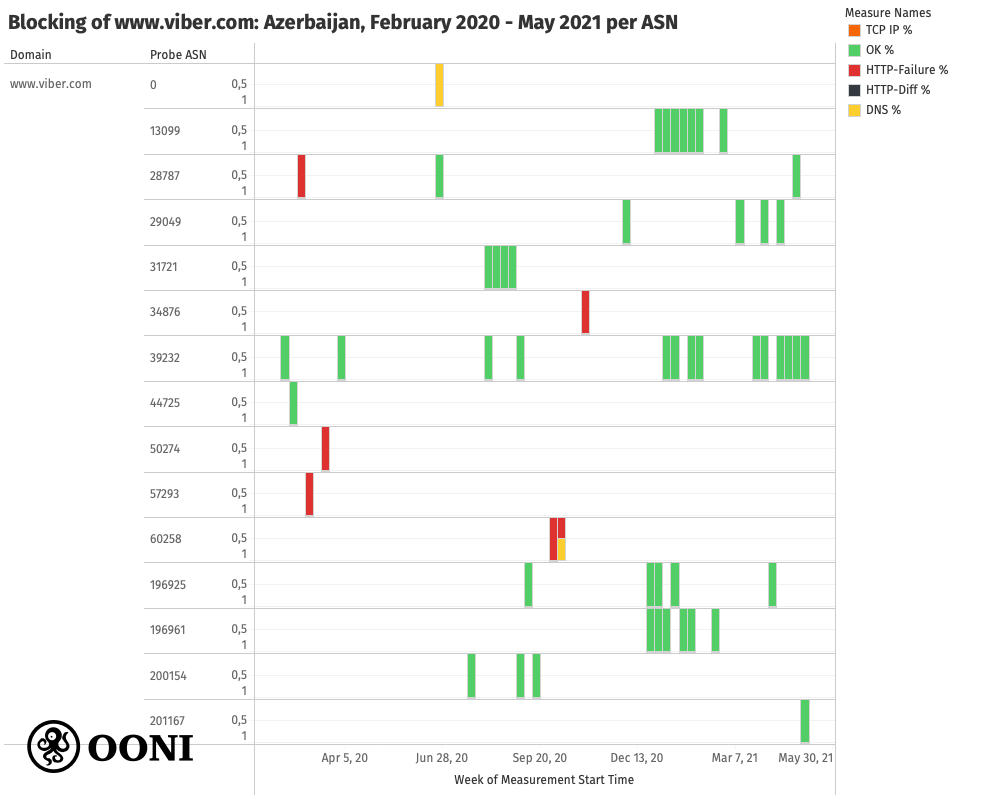 Blocking of www.viber.com: Azerbaijan, February 2020 - May 2021 per ASN
Measure Names
TCP IP %
OK %
HTTP-Failure %
HTTP-Diff %
DNS %
Domain Probe ASN
www.viber.com 0 0,5
1
13099 0,5
1
28787 0,5
1
29049 0,5
1
31721 0,5
1
34876 0,5
1
39232 0,5
1
44725 0,5
1
50274 0,5
1
57293 0,5
1
60258 0,5
1
196925 0,5
1
196961 0,5
1
200154 0,5
1
201167 0,5
1
OONI
Apr 5, 20 Jun 28, 20 Sep 20, 20 Dec 13, 20 Mar 7, 21 May 30, 21
Week of Measurement Start Time